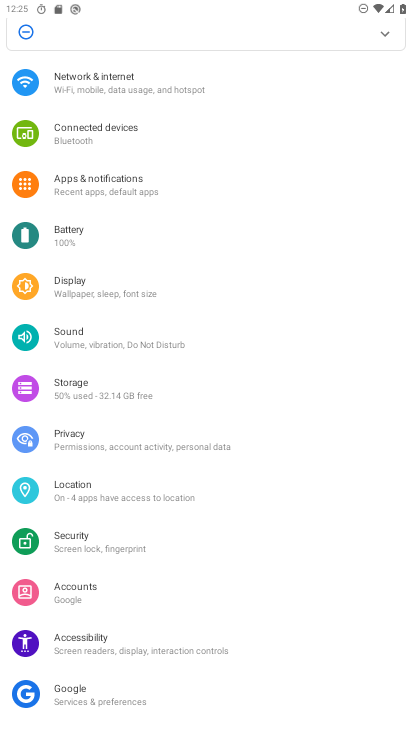 12:25
Network & internet
Wi-Fi, mobile, data usage, and hotspot
Connected devices
Bluetooth
Apps & notifications
Recent apps, default apps
Battery
100%
Display
Wallpaper, sleep, font size
Sound
Volume, vibration, Do Not Disturb
Storage
50% used - 32.14 GB free
Privacy
Permissions, account activity, personal data
Location
On - 4 apps have access to location
Security
Screen lock, fingerprint
Accounts
Google
Accessibility
Screen readers, display, interaction controls
Google
Services & preferences